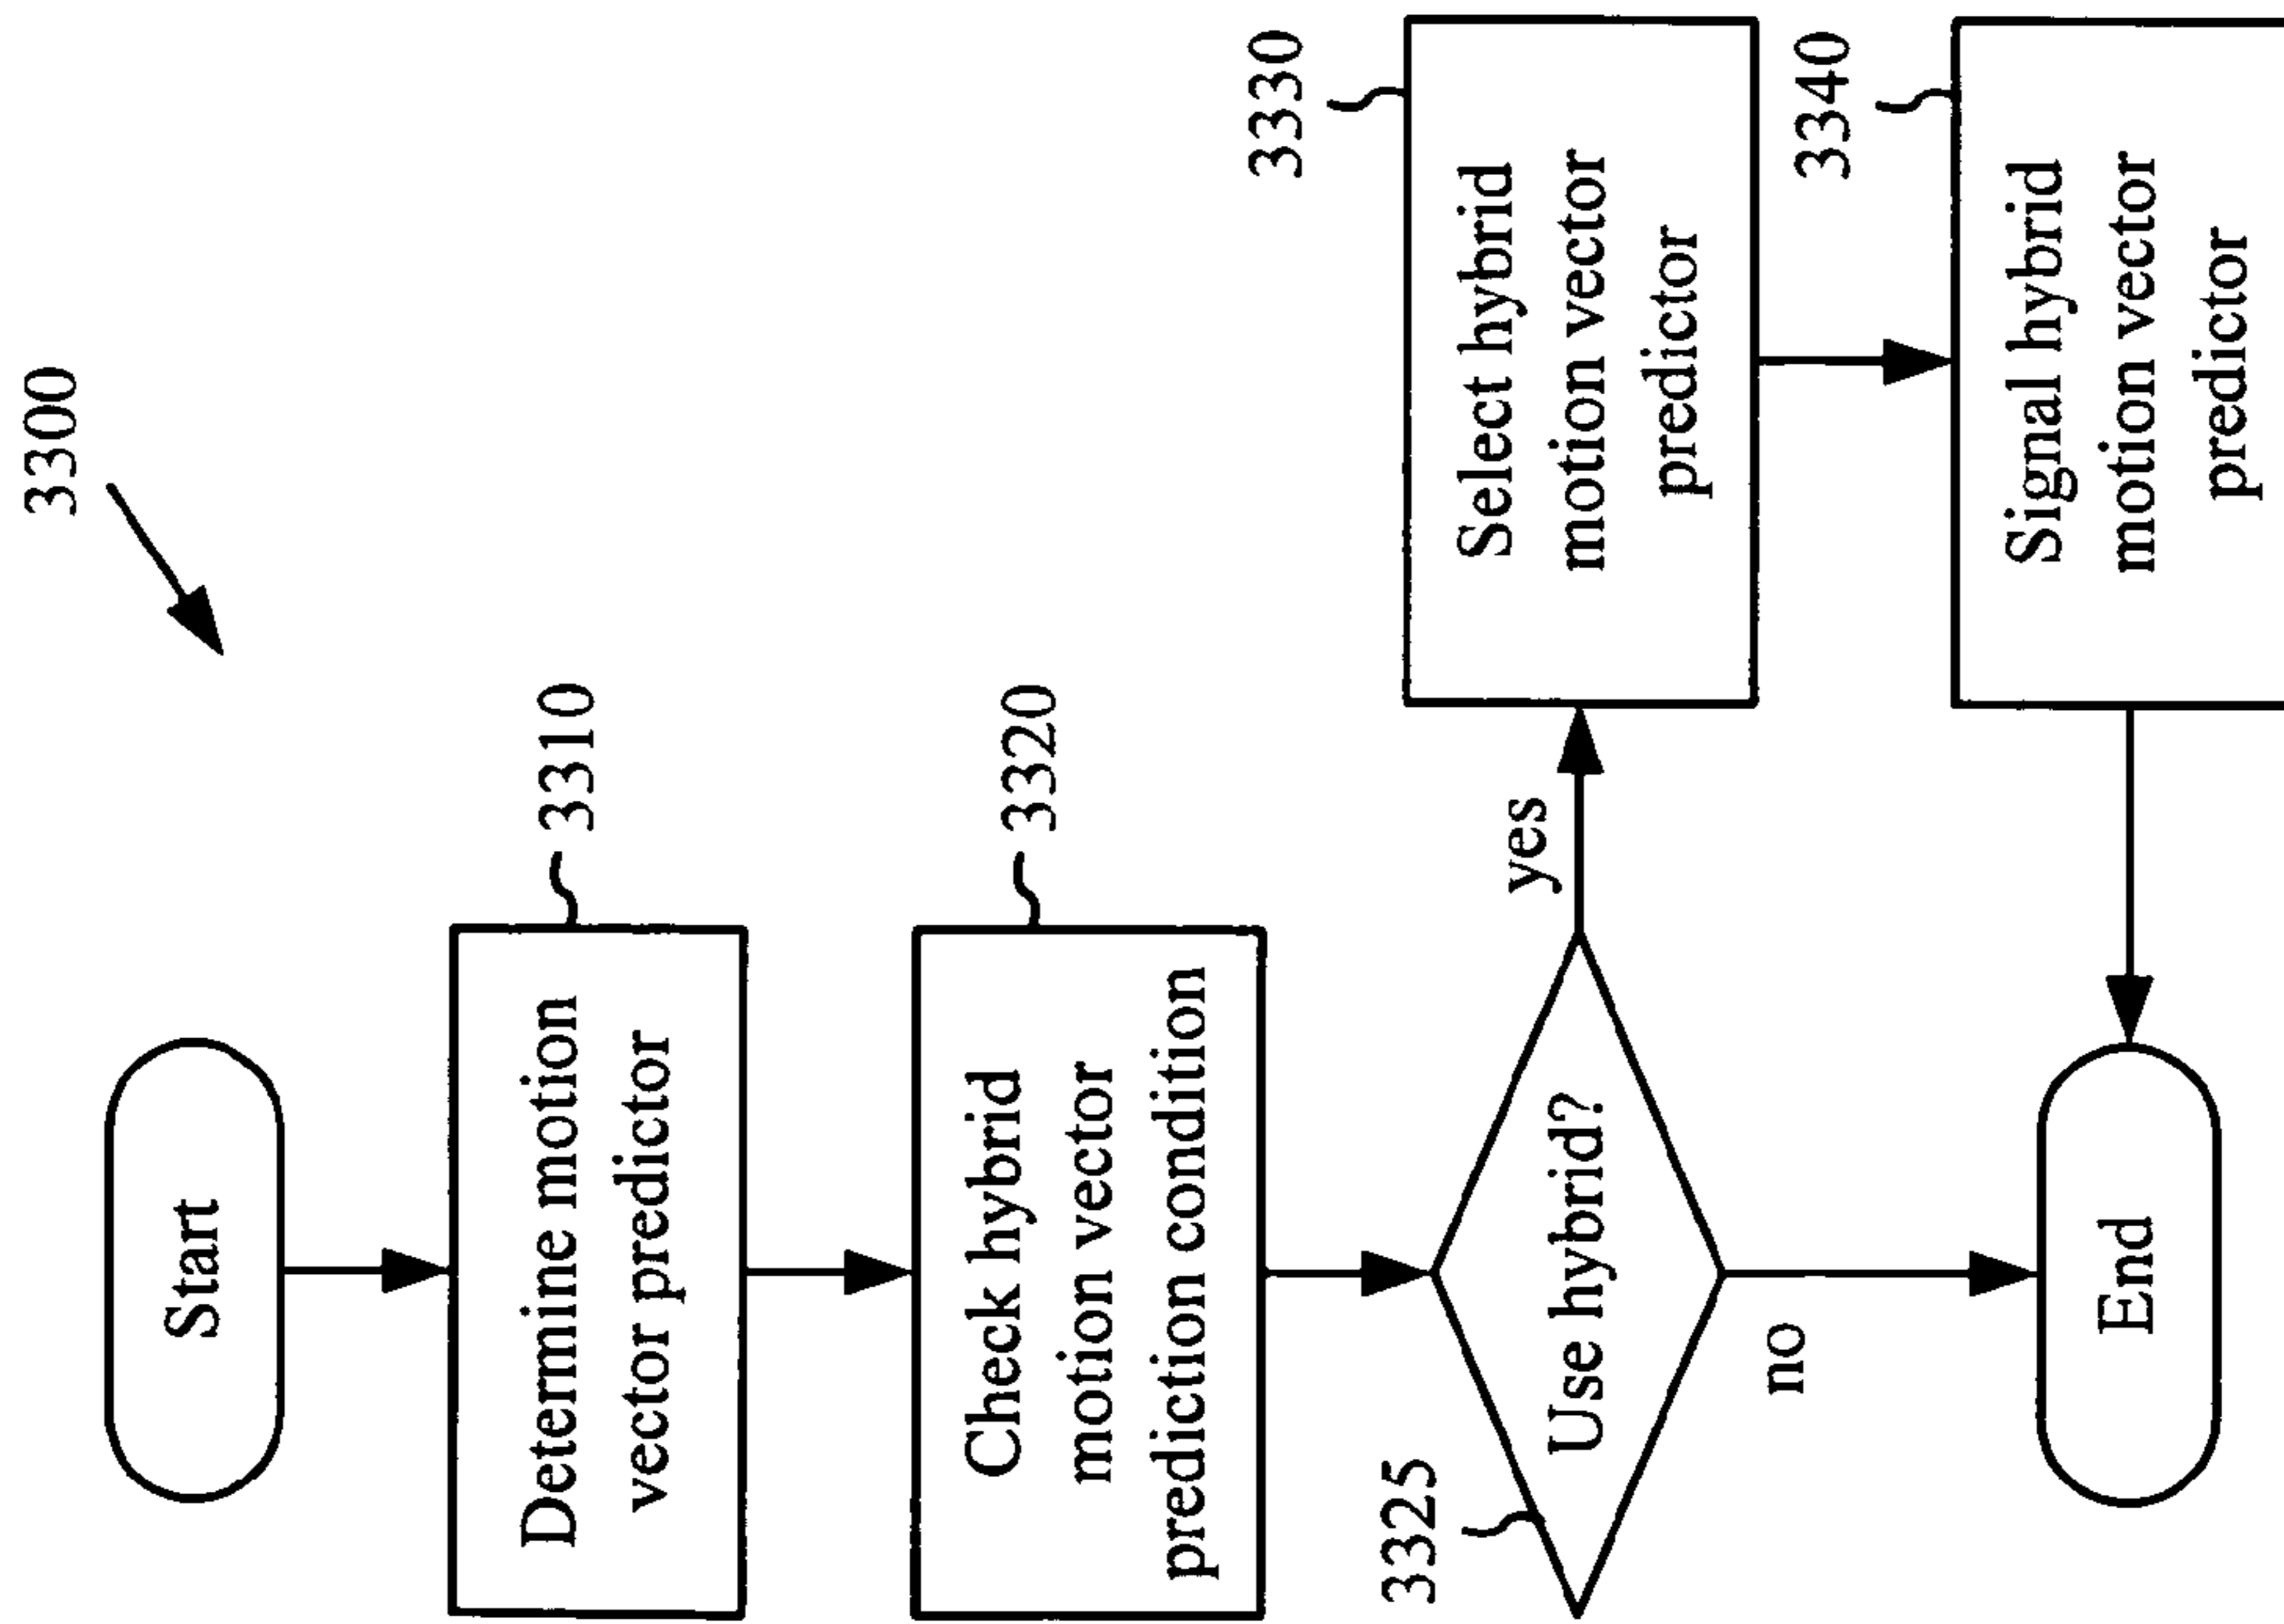 3300
Start
Determine motion
vector predictor
3310
Check hybrid
motion vector
prediction condition
3320
3325
Use hybrid?
yes
no
Select hybrid
motion vector
predictor
3330
Signal hybrid
motion vector
predictor
3340
End